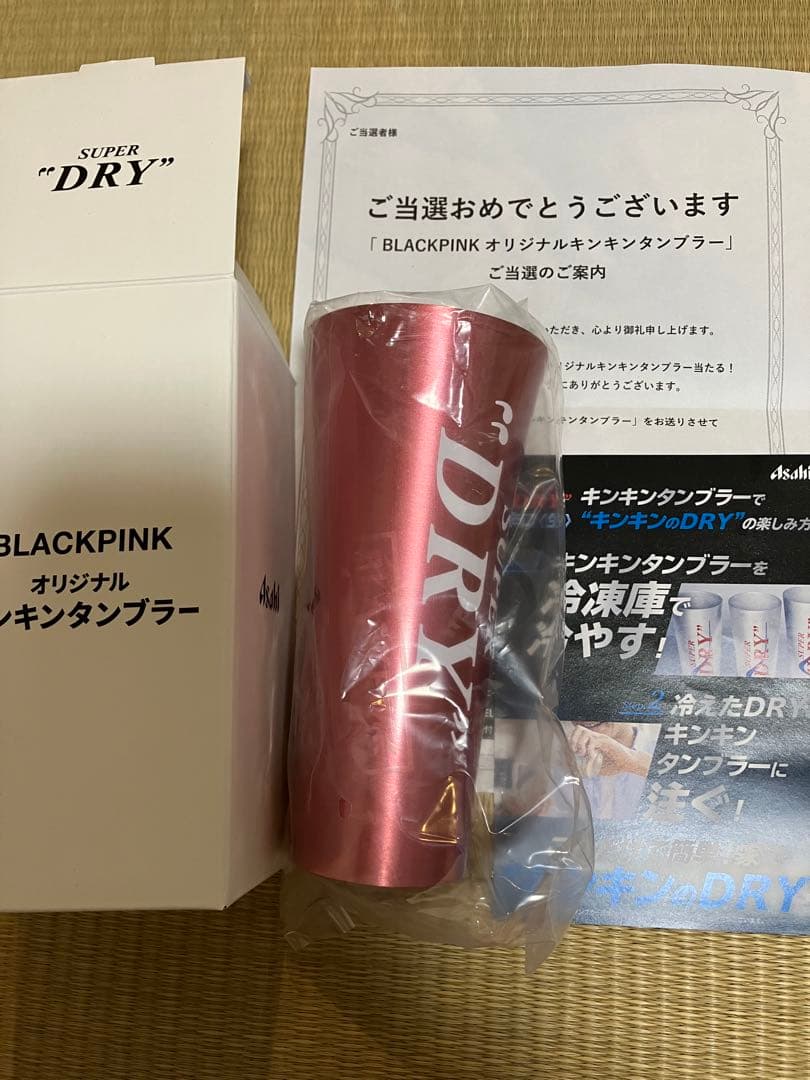 SUPER
"DRY"
BLACKPINK
オリジナル
ンキンタンブラー
Asahi
"DRY"
ご当選者様
ご当選おめでとうございます
「BLACKPINK オリジナルキンキンタンブラー」
ご当選のご案内
いただき、心より御礼申し上げます。
リジナルキンキンタンブラー当たる!
にありがとうございます。
キンキンタンブラー」をお送りさせて
Asahi
キンキンタンブラーで
"キンキンのDRY"の楽しみ方
キンキンタンブラーを
冷凍庫で
冷やす!
SUPER
"DRY"
Step.2
冷えたDRY
キンキン
タンブラーに
注ぐ!
キンのDRY